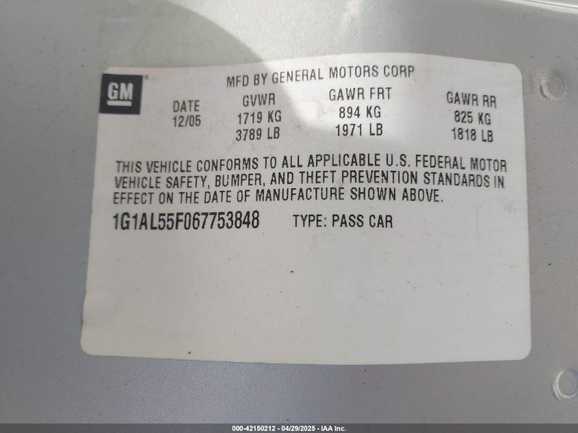 MFD BY GENERAL MOTORS CORP
GM
DATE GVWR GAWR FRT GAWR RR
12/05 1719 KG 894 KG 825 KG
3789 LB 1971 LB 1818 LB
THIS VEHICLE CONFORMS TO ALL APPLICABLE U.S. FEDERAL MOTOR
VEHICLE SAFETY, BUMPER, AND THEFT PREVENTION STANDARDS IN
EFFECT ON THE DATE OF MANUFACTURE SHOWN ABOVE.
1G1AL55F067753848 TYPE: PASS CAR
000-42150212 - 04/29/2025 - IAA Inc.